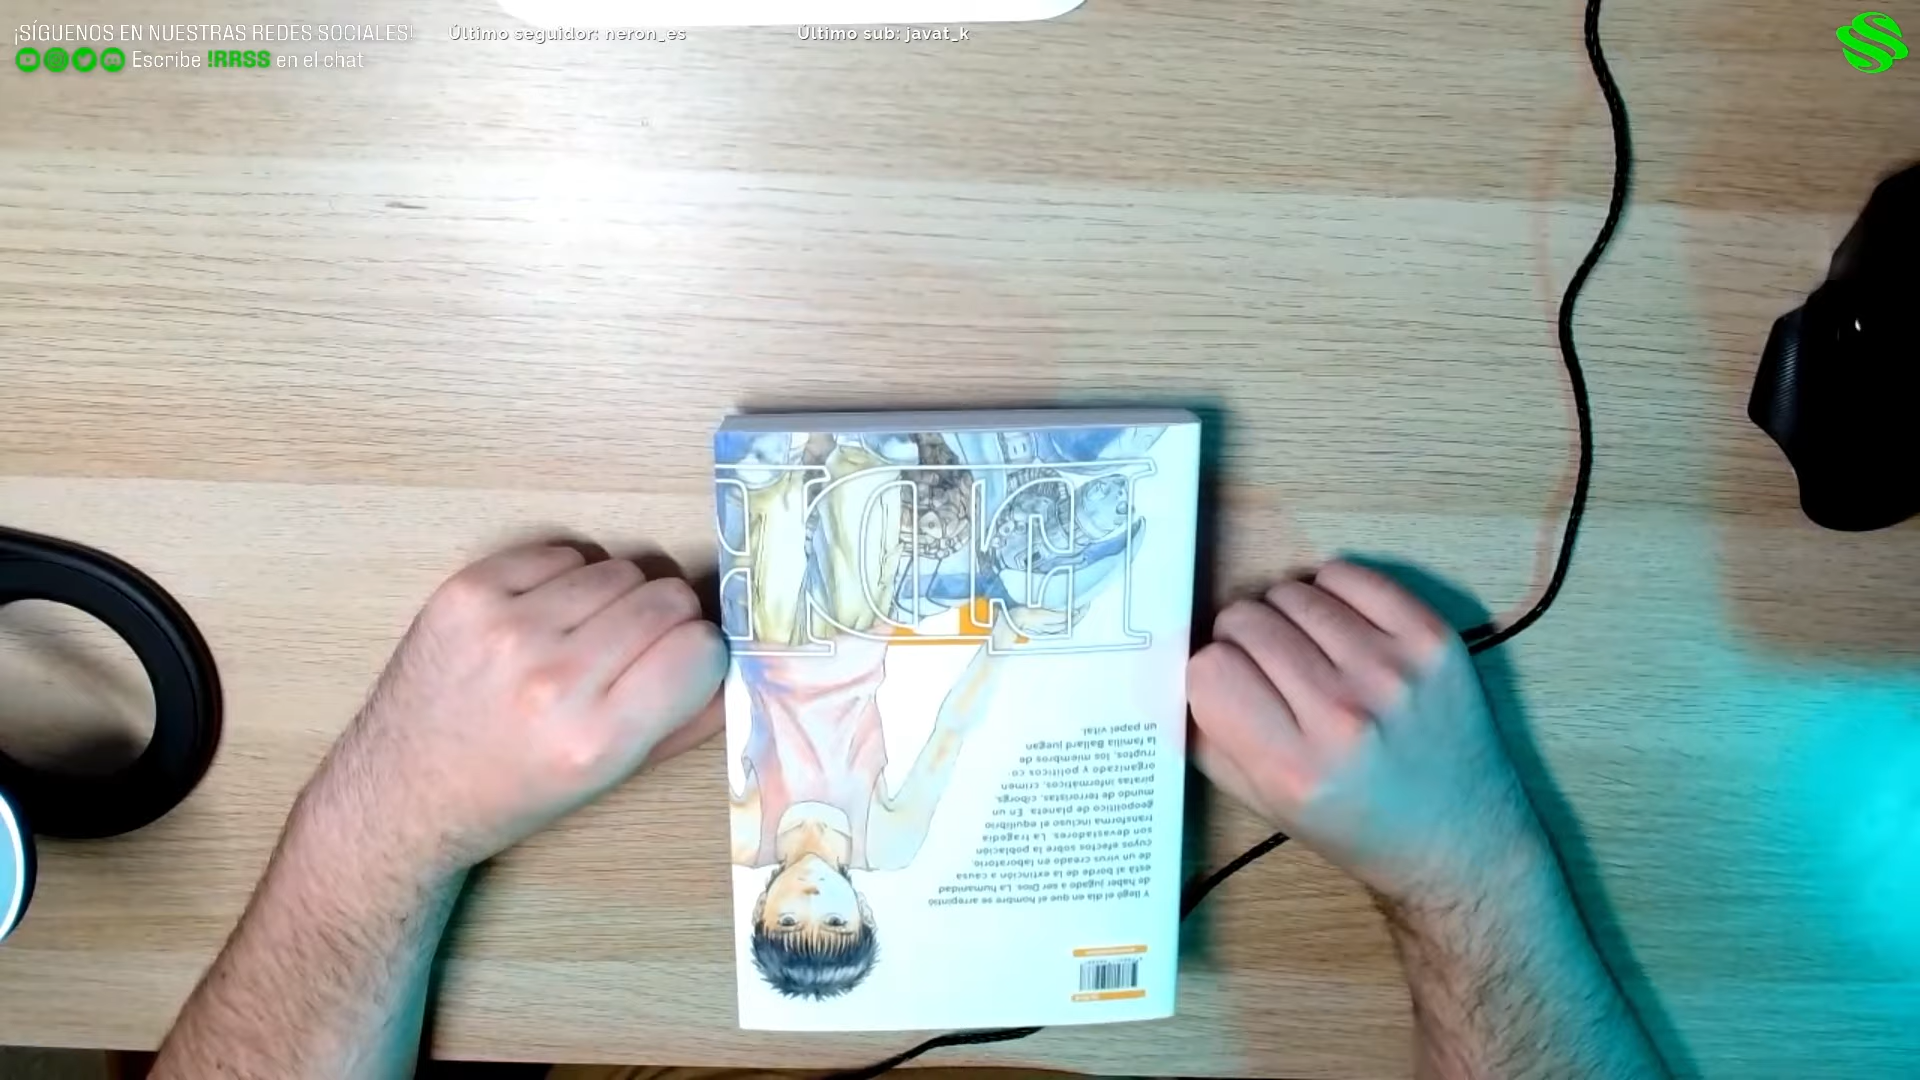 ¡SÍGUENOS EN NUESTRAS REDES SOCIALES!
Escribe !RRSS en el chat
Último seguidor: neron_es
Último sub: javat_k
Y llegó el día en que el hombre se arrepintió
de haber jugado a ser Dios. La humanidad
está al borde de la extinción a causa
de un virus creado en laboratorio,
cuyos efectos sobre la población
son devastadores. La tragedia
transforma incluso el equilibrio
geopolítico de planeta. En un
mundo de terroristas, cíborgs,
piratas informáticos, crimen
organizado y políticos co-
rruptos, los miembros de
la familia Ballard juegan
un papel vital.